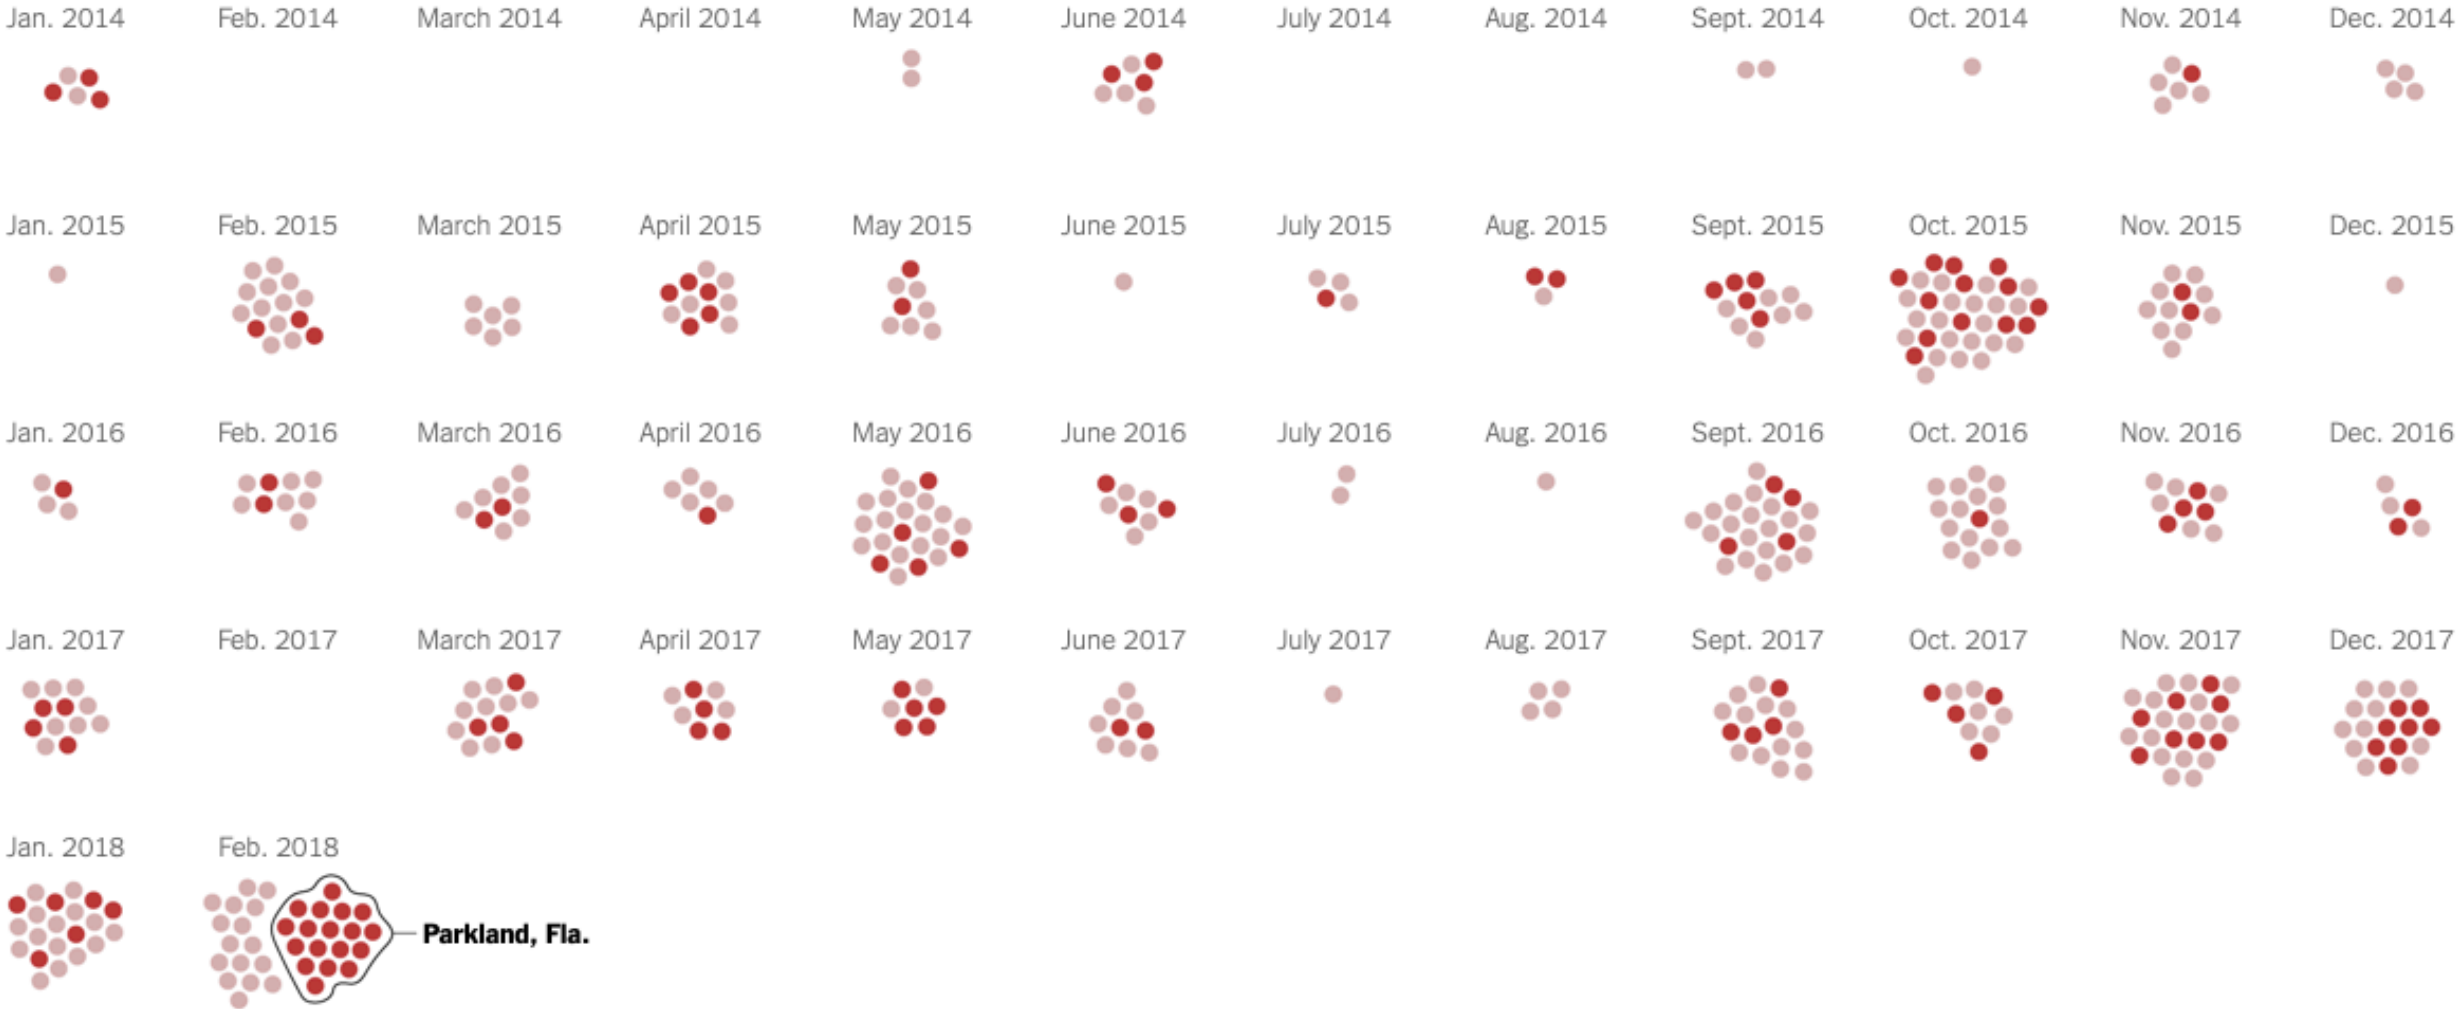 Jan. 2014 Feb. 2014 March 2014 April 2014 May 2014 June 2014 July 2014 Aug. 2014 Sept. 2014 Oct. 2014 Nov. 2014 Dec. 2014
Jan. 2015 Feb. 2015 March 2015 April 2015 May 2015 June 2015 July 2015 Aug. 2015 Sept. 2015 Oct. 2015 Nov. 2015 Dec. 2015
Jan. 2016 Feb. 2016 March 2016 April 2016 May 2016 June 2016 July 2016 Aug. 2016 Sept. 2016 Oct. 2016 Nov. 2016 Dec. 2016
Jan. 2017 Feb. 2017 March 2017 April 2017 May 2017 June 2017 July 2017 Aug. 2017 Sept. 2017 Oct. 2017 Nov. 2017 Dec. 2017
Jan. 2018 Feb. 2018
Parkland, Fla.